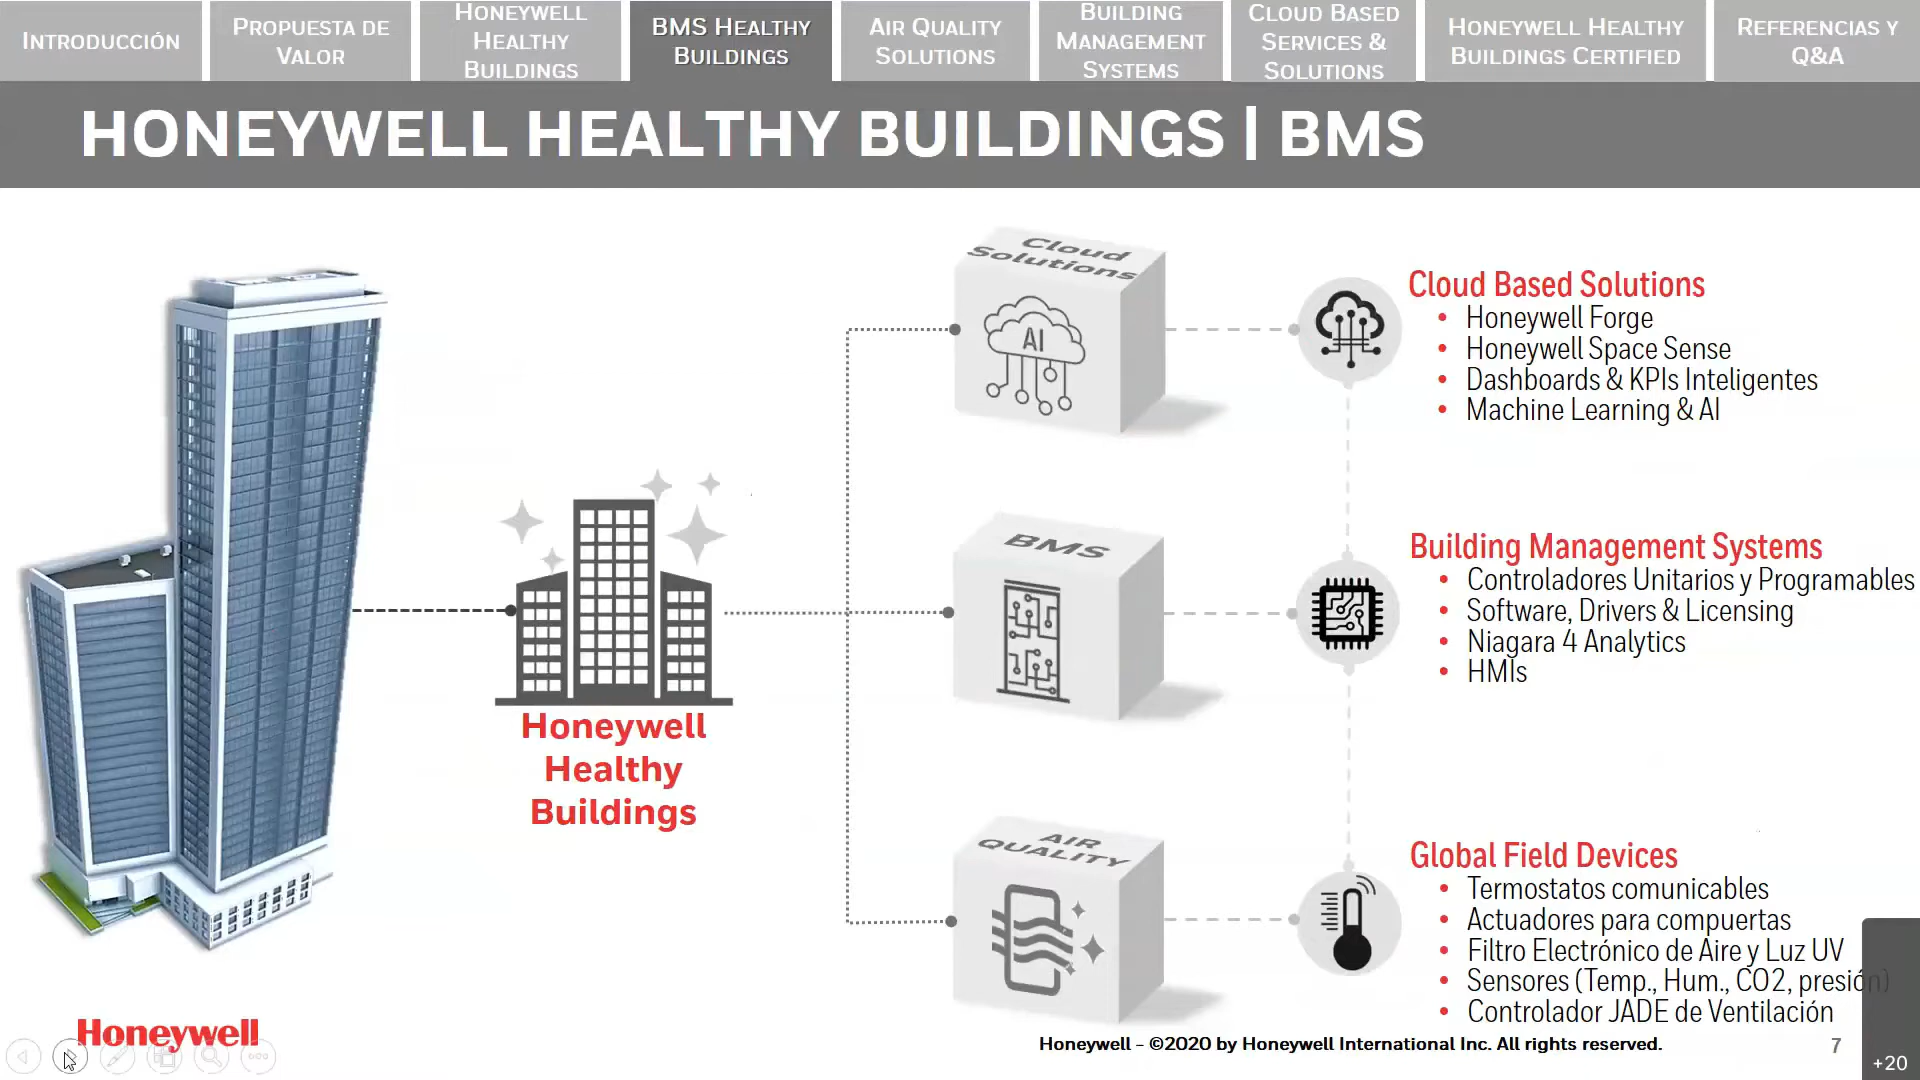 INTRODUCCIÓN
PROPUESTA DE
VALOR
HONEYWELL
HEALTHY
BUILDINGS
BMS HEALTHY
BUILDINGS
AIR QUALITY
SOLUTIONS
BUILDING
MANAGEMENT
SYSTEMS
CLOUD BASED
SERVICES &
SOLUTIONS
HONEYWELL HEALTHY
BUILDINGS CERTIFIED
REFERENCIAS Y
Q&A
HONEYWELL HEALTHY BUILDINGS | BMS
Honeywell
Healthy
Buildings
Cloud
Solutions
AI
Cloud Based Solutions
• Honeywell Forge
• Honeywell Space Sense
• Dashboards & KPIs Inteligentes
• Machine Learning & AI
BMS
Building Management Systems
• Controladores Unitarios y Programables
• Software, Drivers & Licensing
• Niagara 4 Analytics
• HMIs
AIR
QUALITY
Global Field Devices
• Termostatos comunicables
• Actuadores para compuertas
• Filtro Electrónico de Aire y Luz UV
• Sensores (Temp., Hum., CO2, presión)
• Controlador JADE de Ventilación
Honeywell
Honeywell - ©2020 by Honeywell International Inc. All rights reserved.
7
+20